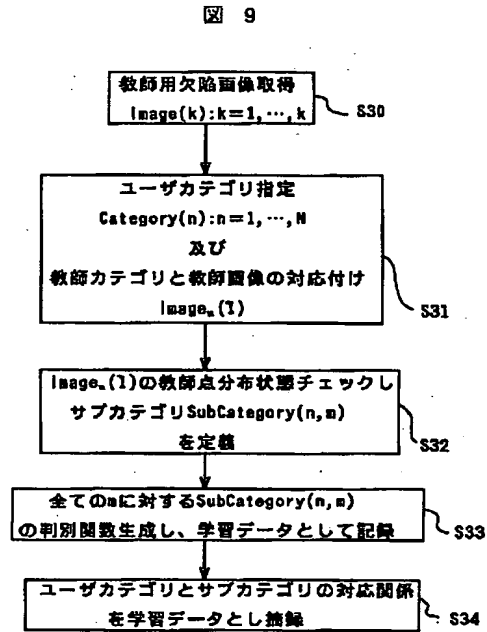 図 9
教師用欠陥画像取得
Image(k):k=1,…,k
S30
ユーザカテゴリ指定
Category(n):n=1,…,N
及び
教師カテゴリと教師画像の対応付け
Imageₙ(l)
S31
Imageₙ(l)の教師点分布状態チェックし
サブカテゴリSubCategory(n,m)
を定義
S32
全てのmに対するSubCategory(n,m)
の判別関数生成し、学習データとして記録
S33
ユーザカテゴリとサブカテゴリの対応関係
を学習データとし
S34